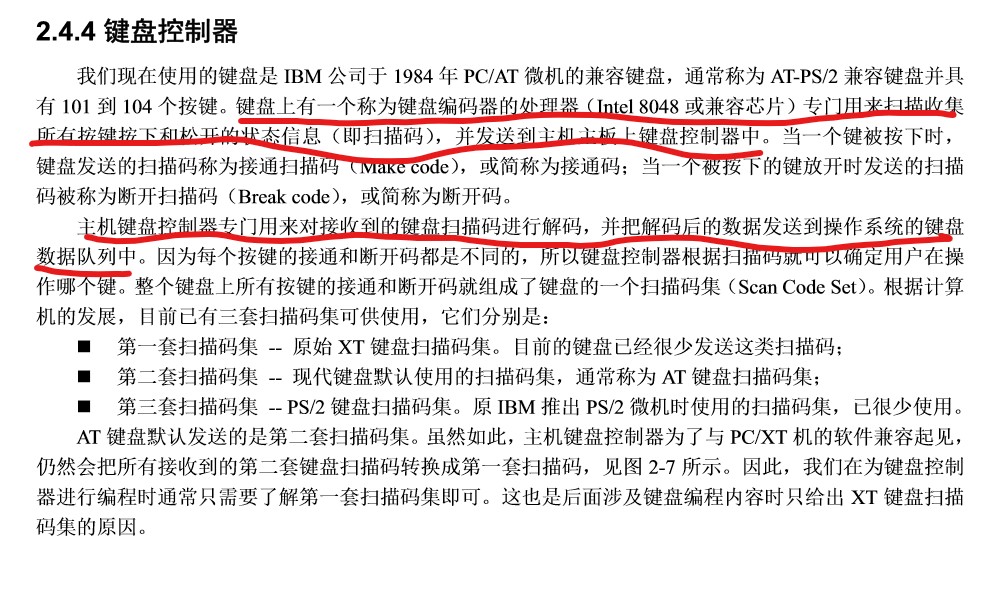 2.4.4 键盘控制器
我们现在使用的键盘是 IBM 公司于 1984 年 PC/AT 微机的兼容键盘，通常称为 AT-PS/2 兼容键盘并具
有 101 到 104 个按键。键盘上有一个称为键盘编码器的处理器（Intel 8048 或兼容芯片）专门用来扫描收集
所有按键按下和松开的状态信息（即扫描码），并发送到主机主板上键盘控制器中。当一个键被按下时，
键盘发送的扫描码称为接通扫描码（Make code），或简称为接通码；当一个被按下的键放开时发送的扫描
码被称为断开扫描码（Break code），或简称为断开码。
主机键盘控制器专门用来对接收到的键盘扫描码进行解码，并把解码后的数据发送到操作系统的键盘
数据队列中。因为每个按键的接通和断开码都是不同的，所以键盘控制器根据扫描码就可以确定用户在操
作哪个键。整个键盘上所有按键的接通和断开码就组成了键盘的一个扫描码集（Scan Code Set）。根据计算
机的发展，目前已有三套扫描码集可供使用，它们分别是：
■ 第一套扫描码集 -- 原始 XT 键盘扫描码集。目前的键盘已经很少发送这类扫描码；
■ 第二套扫描码集 -- 现代键盘默认使用的扫描码集，通常称为 AT 键盘扫描码集；
■ 第三套扫描码集 -- PS/2 键盘扫描码集。原 IBM 推出 PS/2 微机时使用的扫描码集，已很少使用。
AT 键盘默认发送的是第二套扫描码集。虽然如此，主机键盘控制器为了与 PC/XT 机的软件兼容起见，
仍然会把所有接收到的第二套键盘扫描码转换成第一套扫描码，见图 2-7 所示。因此，我们在为键盘控制
器进行编程时通常只需要了解第一套扫描码集即可。这也是后面涉及键盘编程内容时只给出 XT 键盘扫描
码集的原因。